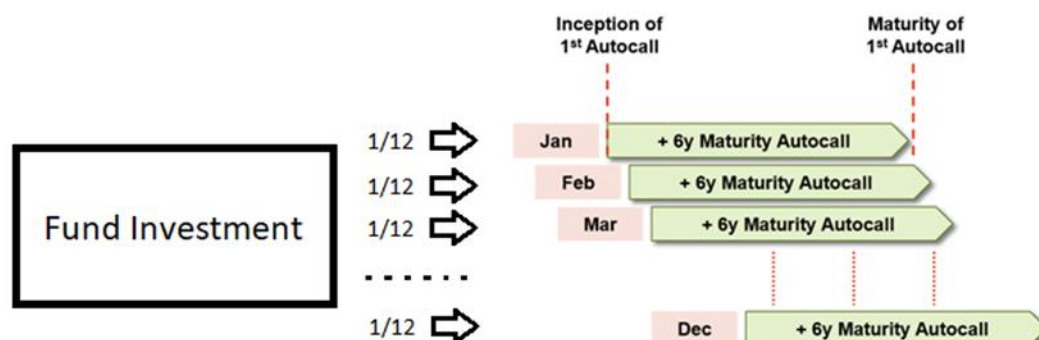 Inception of
1st Autocall
Maturity of
1st Autocall
Fund Investment
1/12
Jan
+ 6y Maturity Autocall
1/12
Feb
+ 6y Maturity Autocall
1/12
Mar
+ 6y Maturity Autocall
1/12
Dec
+ 6y Maturity Autocall